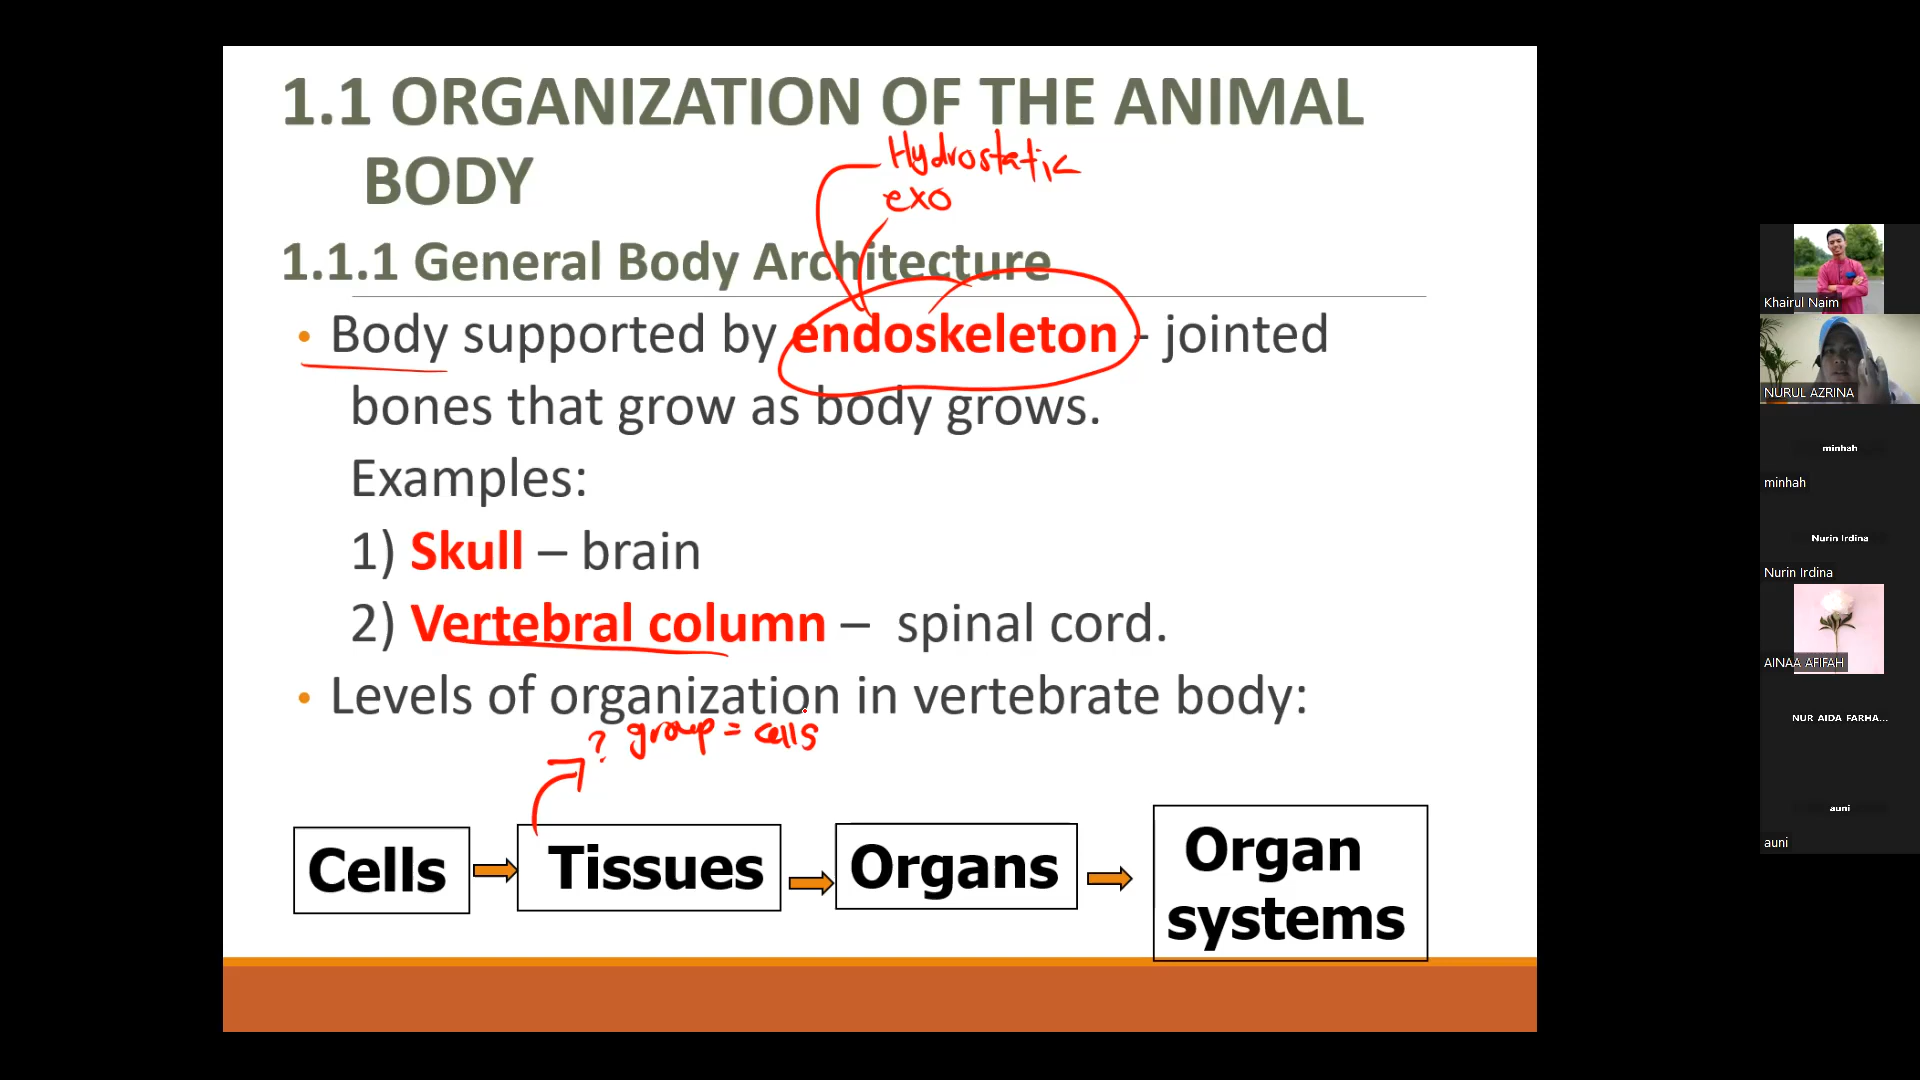 1.1 ORGANIZATION OF THE ANIMAL
BODY
Hydrostatic
exo
1.1.1 General Body Architecture
• Body supported by endoskeleton - jointed
bones that grow as body grows.
Examples:
1) Skull – brain
2) Vertebral column – spinal cord.
• Levels of organization in vertebrate body:
? group = cells
Cells
Tissues
Organs
Organ
systems
Khairul Naim
NURUL AZRINA
minhah
minhah
Nurin Irdina
Nurin Irdina
AINAA AFIFAH
NUR AIDA FARHA...
auni
auni